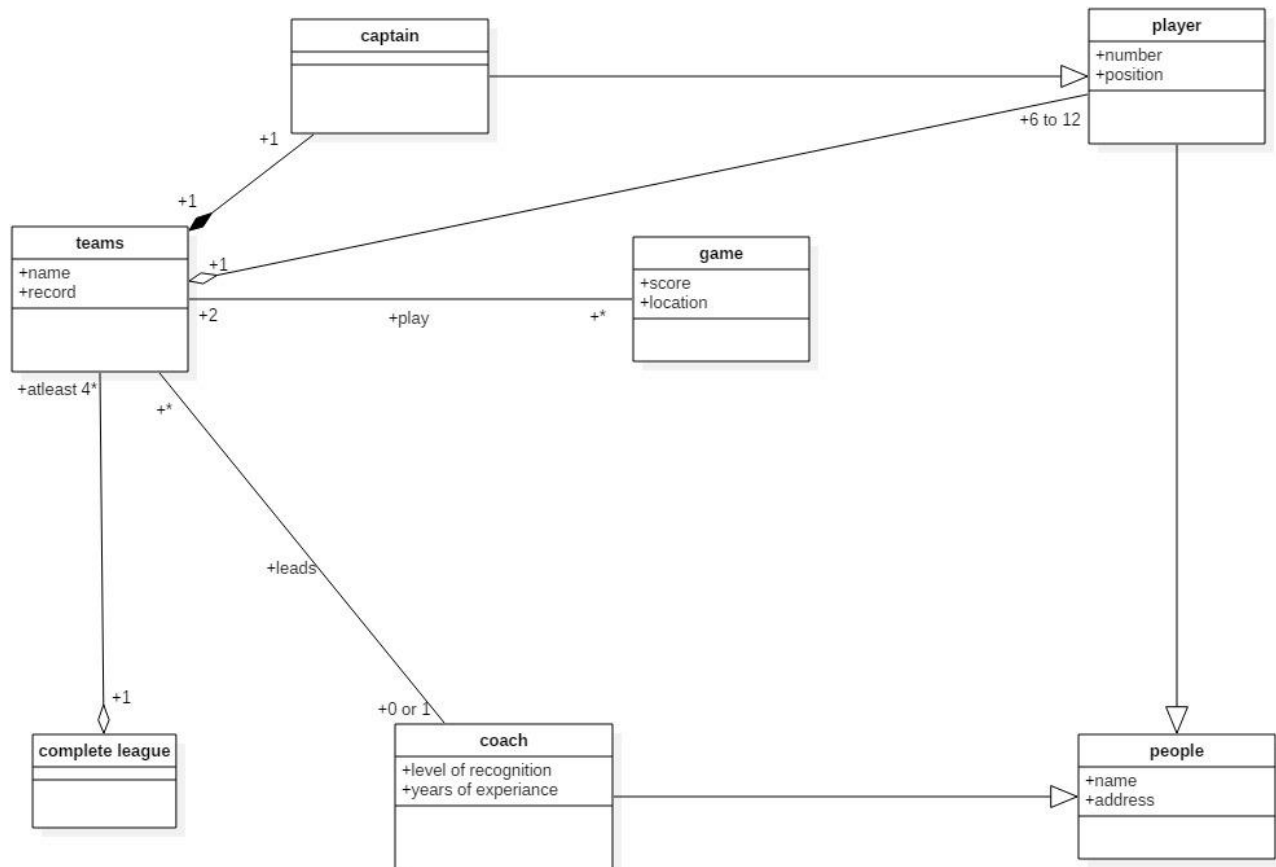 captain
player
+number
+position
+6 to 12
+1
+1
teams
+name
+record
+1
game
+score
+location
+2
+play
+*
+atleast 4*
+*
+leads
+1
+0 or 1
complete league
coach
+level of recognition
+years of experiance
people
+name
+address